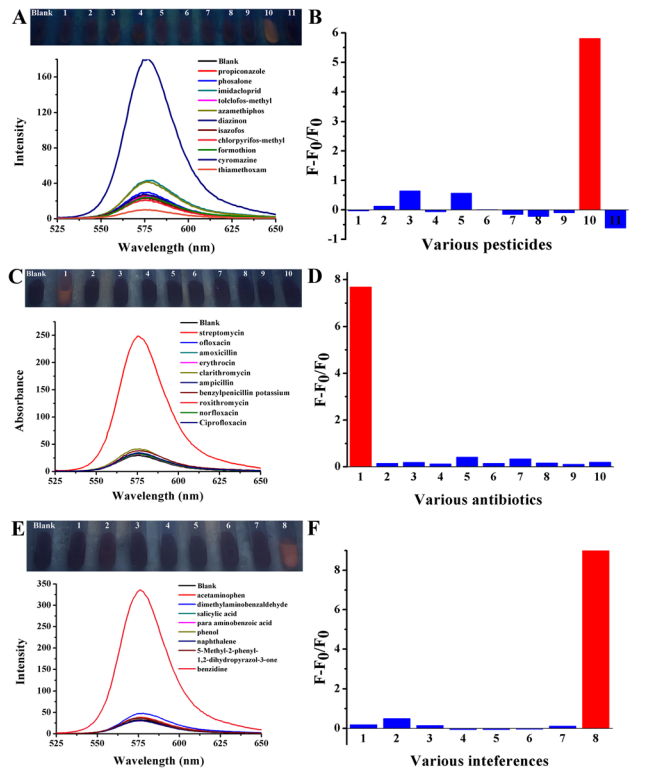 A
Blank 1 2 3 4 5 6 7 8 9 10 11
160
120
80
40
0
Intensity
525 550 575 600 625 650
Wavelength (nm)
Blank
propiconazole
phosalone
imidacloprid
tolclofos-methyl
azamethiphos
diazinon
isazofos
chlorpyrifos-methyl
formothion
cyromazine
thiamethoxam
B
6
5
4
3
2
1
0
-1
F-F0/F0
1 2 3 4 5 6 7 8 9 10 11
Various pesticides
C
Blank 1 2 3 4 5 6 7 8 9 10
250
200
150
100
50
0
Absorbance
525 550 575 600 625 650
Wavelength (nm)
Blank
streptomycin
ofloxacin
amoxicillin
erythrocin
clarithromycin
ampicillin
benzylpenicillin potassium
roxithromycin
norfloxacin
Ciprofloxacin
D
8
6
4
2
0
F-F0/F0
1 2 3 4 5 6 7 8 9 10
Various antibiotics
E
Blank 1 2 3 4 5 6 7 8
350
300
250
200
150
100
50
0
Intensity
525 550 575 600 625 650
Wavelength (nm)
Blank
acetaminophen
dimethylaminobenzaldehyde
salicylic acid
para aminobenzoic acid
phenol
naphthalene
5-Methyl-2-phenyl-
1,2-dihydropyrazol-3-one
benzidine
F
8
6
4
2
0
F-F0/F0
1 2 3 4 5 6 7 8
Various inteferences